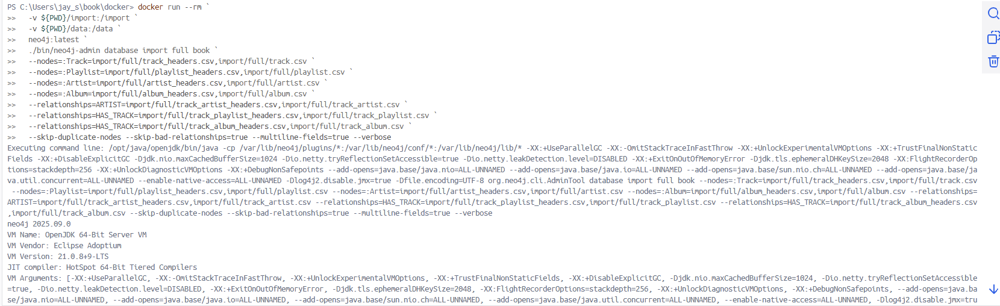 PS C:\Users\jay_s\book\docker> docker run --rm `
>>   -v ${PWD}/import:/import `
>>   -v ${PWD}/data:/data `
>>   neo4j:latest `
>>   ./bin/neo4j-admin database import full book `
>>   --nodes=:Track=import/full/track_headers.csv,import/full/track.csv `
>>   --nodes=:Playlist=import/full/playlist_headers.csv,import/full/playlist.csv `
>>   --nodes=:Artist=import/full/artist_headers.csv,import/full/artist.csv `
>>   --nodes=:Album=import/full/album_headers.csv,import/full/album.csv `
>>   --relationships=ARTIST=import/full/track_artist_headers.csv,import/full/track_artist.csv `
>>   --relationships=HAS_TRACK=import/full/track_playlist_headers.csv,import/full/track_playlist.csv `
>>   --relationships=HAS_TRACK=import/full/track_album_headers.csv,import/full/track_album.csv `
>>   --skip-duplicate-nodes --skip-bad-relationships=true --multiline-fields=true --verbose
Executing command line: /opt/java/openjdk/bin/java -cp /var/lib/neo4j/plugins/*:/var/lib/neo4j/conf/*:/var/lib/neo4j/lib/* -XX:+UseParallelGC -XX:-OmitStackTraceInFastThrow -XX:+UnlockExperimentalVMOptions -XX:+TrustFinalNonStatic
Fields -XX:+DisableExplicitGC -Djdk.nio.maxCachedBufferSize=1024 -Dio.netty.tryReflectionSetAccessible=true -Dio.netty.leakDetection.level=DISABLED -XX:+ExitOnOutOfMemoryError -Djdk.tls.ephemeralDHKeySize=2048 -XX:FlightRecorderOp
tions=stackdepth=256 -XX:+UnlockDiagnosticVMOptions -XX:+DebugNonSafepoints --add-opens=java.base/java.nio=ALL-UNNAMED --add-opens=java.base/java.io=ALL-UNNAMED --add-opens=java.base/sun.nio.ch=ALL-UNNAMED --add-opens=java.base/ja
va.util.concurrent=ALL-UNNAMED --enable-native-access=ALL-UNNAMED -Dlog4j2.disable.jmx=true -Dfile.encoding=UTF-8 org.neo4j.cli.AdminTool database import full book --nodes=:Track=import/full/track_headers.csv,import/full/track.csv
 --nodes=:Playlist=import/full/playlist_headers.csv,import/full/playlist.csv --nodes=:Artist=import/full/artist_headers.csv,import/full/artist.csv --nodes=:Album=import/full/album_headers.csv,import/full/album.csv --relationships=
ARTIST=import/full/track_artist_headers.csv,import/full/track_artist.csv --relationships=HAS_TRACK=import/full/track_playlist_headers.csv,import/full/track_playlist.csv --relationships=HAS_TRACK=import/full/track_album_headers.csv
,import/full/track_album.csv --skip-duplicate-nodes --skip-bad-relationships=true --multiline-fields=true --verbose
neo4j 2025.09.0
VM Name: OpenJDK 64-Bit Server VM
VM Vendor: Eclipse Adoptium
VM Version: 21.0.8+9-LTS
JIT compiler: HotSpot 64-Bit Tiered Compilers
VM Arguments: [-XX:+UseParallelGC, -XX:-OmitStackTraceInFastThrow, -XX:+UnlockExperimentalVMOptions, -XX:+TrustFinalNonStaticFields, -XX:+DisableExplicitGC, -Djdk.nio.maxCachedBufferSize=1024, -Dio.netty.tryReflectionSetAccessible
=true, -Dio.netty.leakDetection.level=DISABLED, -XX:+ExitOnOutOfMemoryError, -Djdk.tls.ephemeralDHKeySize=2048, -XX:FlightRecorderOptions=stackdepth=256, -XX:+UnlockDiagnosticVMOptions, -XX:+DebugNonSafepoints, --add-opens=java.ba
se/java.nio=ALL-UNNAMED, --add-opens=java.base/java.io=ALL-UNNAMED, --add-opens=java.base/sun.nio.ch=ALL-UNNAMED, --add-opens=java.base/java.util.concurrent=ALL-UNNAMED, --enable-native-access=ALL-UNNAMED, -Dlog4j2.disable.jmx=tru